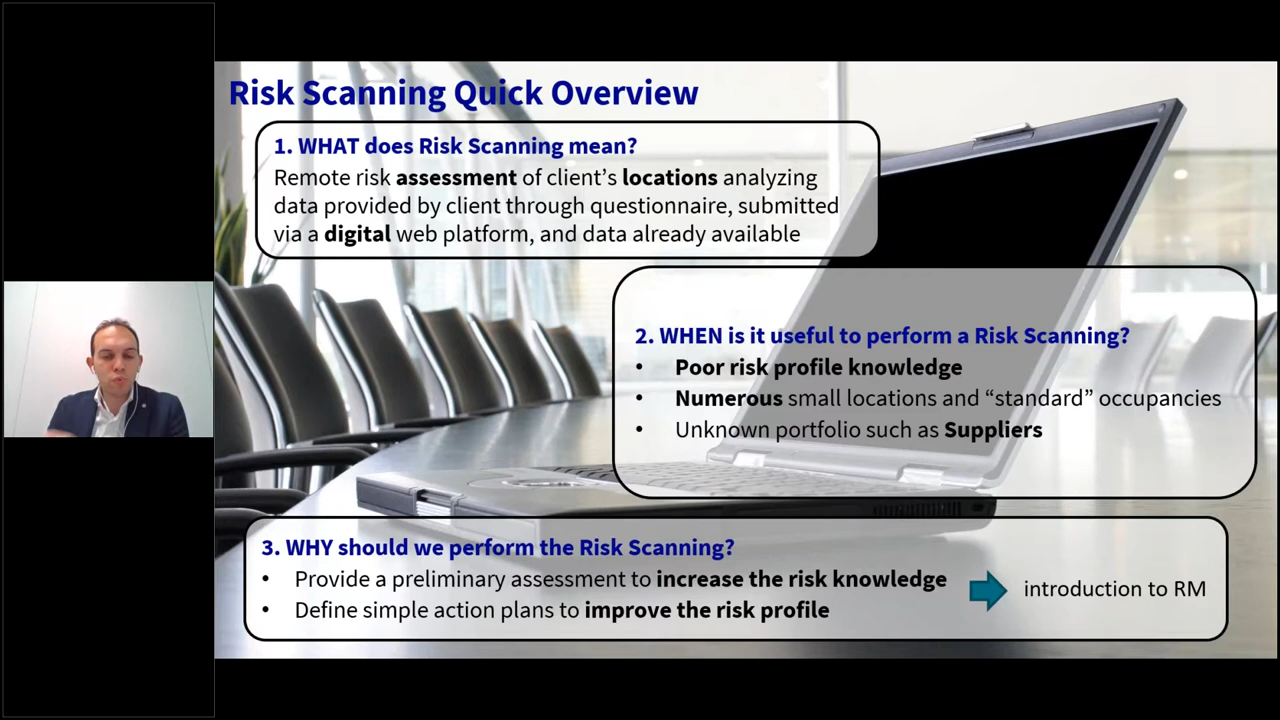 Risk Scanning Quick Overview
1. WHAT does Risk Scanning mean?
Remote risk assessment of client’s locations analyzing
data provided by client through questionnaire, submitted
via a digital web platform, and data already available
2. WHEN is it useful to perform a Risk Scanning?
• Poor risk profile knowledge
• Numerous small locations and “standard” occupancies
• Unknown portfolio such as Suppliers
3. WHY should we perform the Risk Scanning?
• Provide a preliminary assessment to increase the risk knowledge
• Define simple action plans to improve the risk profile
introduction to RM